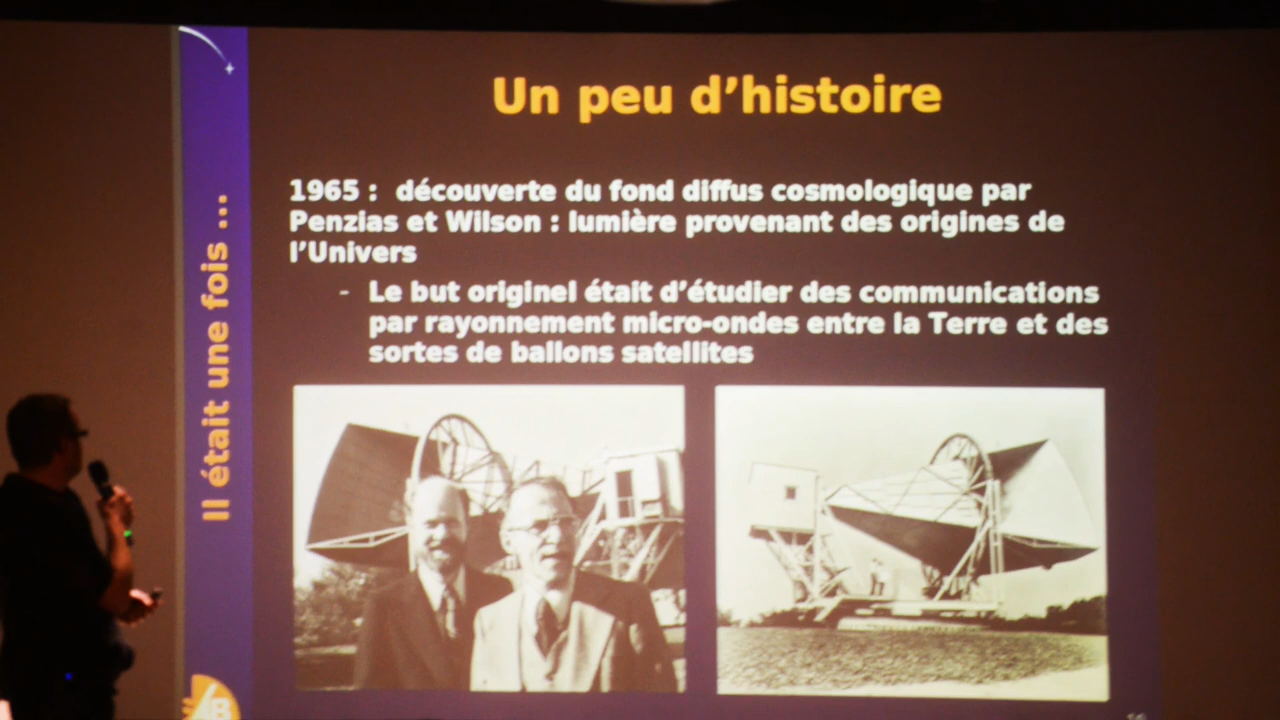 Un peu d’histoire
Il était une fois ...
1965 : découverte du fond diffus cosmologique par
Penzias et Wilson : lumière provenant des origines de
l’Univers
- Le but originel était d’étudier des communications
par rayonnement micro-ondes entre la Terre et des
sortes de ballons satellites